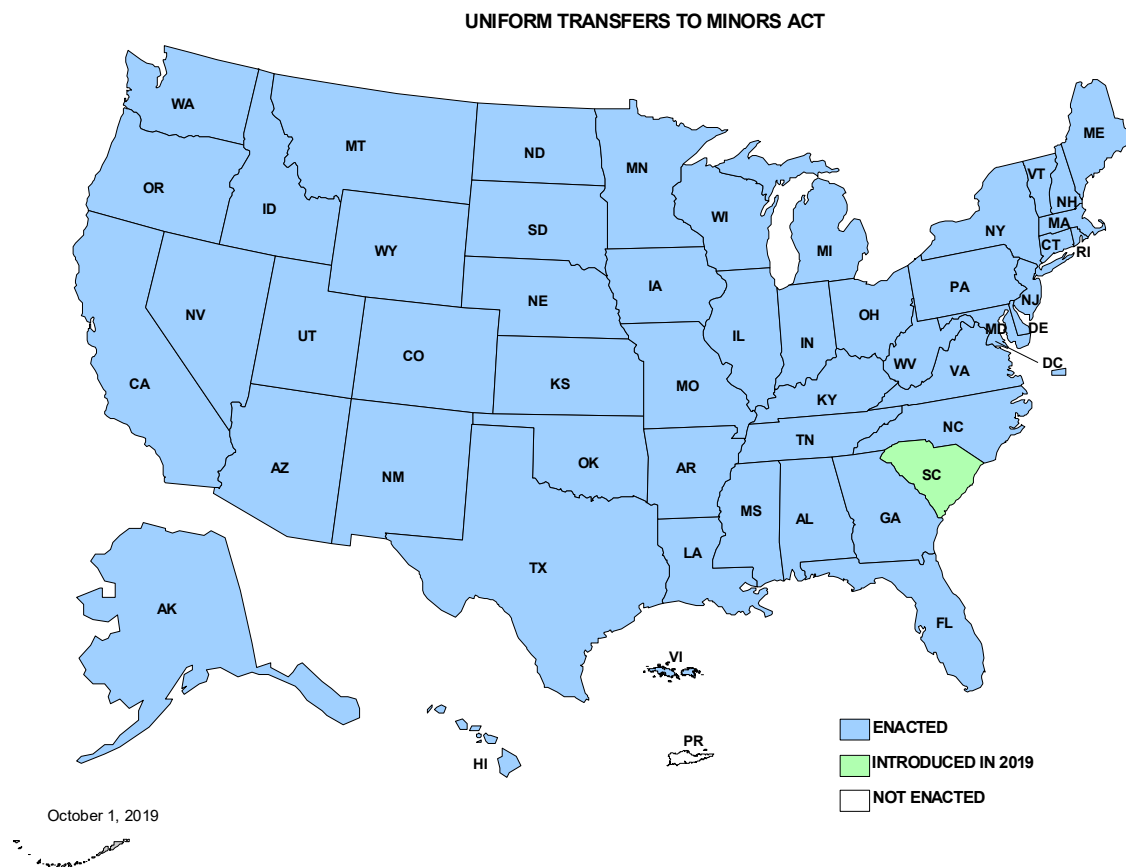 UNIFORM TRANSFERS TO MINORS ACT
WA
MT
ND
MN
ME
OR
ID
WY
SD
WI
MI
VT
NH
NY
MA
CT
RI
NV
UT
CO
NE
IA
IL
IN
OH
PA
NJ
MD
DE
DC
CA
KS
MO
KY
WV
VA
AZ
NM
OK
AR
TN
NC
SC
TX
LA
MS
AL
GA
FL
AK
HI
VI
PR
ENACTED
INTRODUCED IN 2019
NOT ENACTED
October 1, 2019